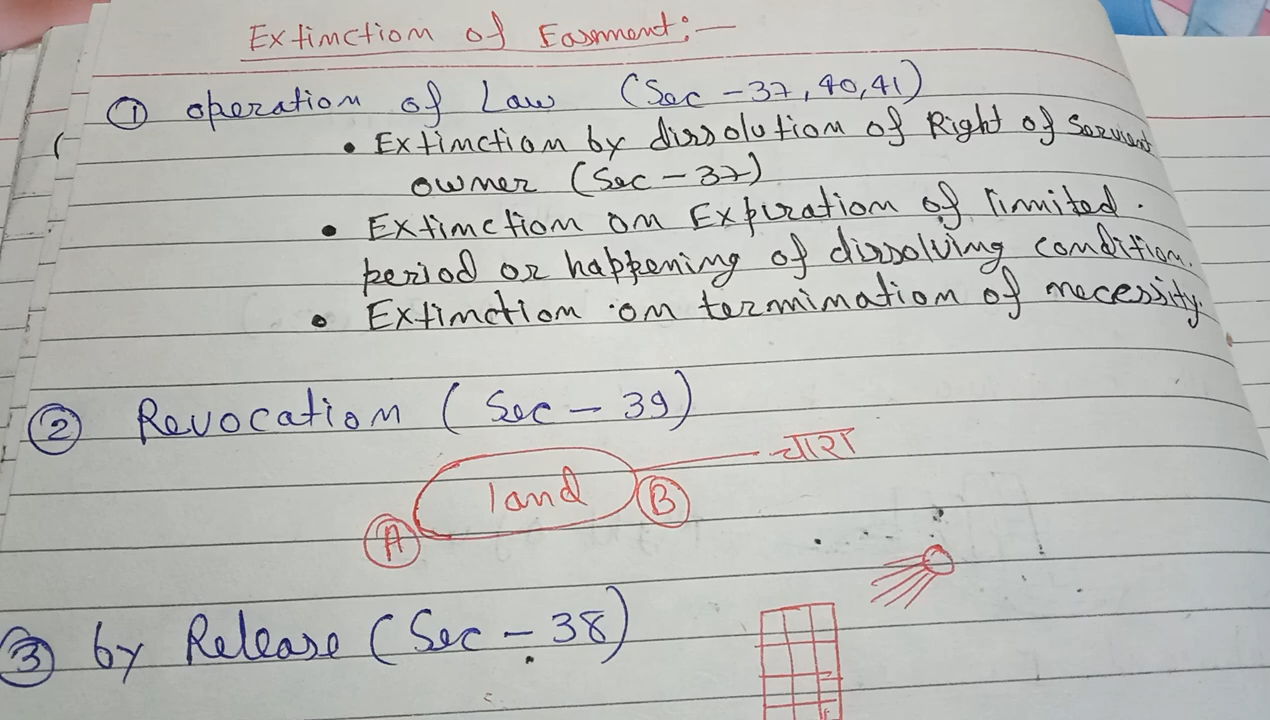 Extinction of Easment:-
① operation of Law (Sec-37,40,41)
• Extinction by dissolution of Right of Servient
owner (Sec-37)
• Extinction on Expiration of limited.
period or happening of dissolving condition.
• Extinction on termination of necessity.
② Revocation (Sec-39)
चारा
land
A
B
③ by Release (Sec-38)